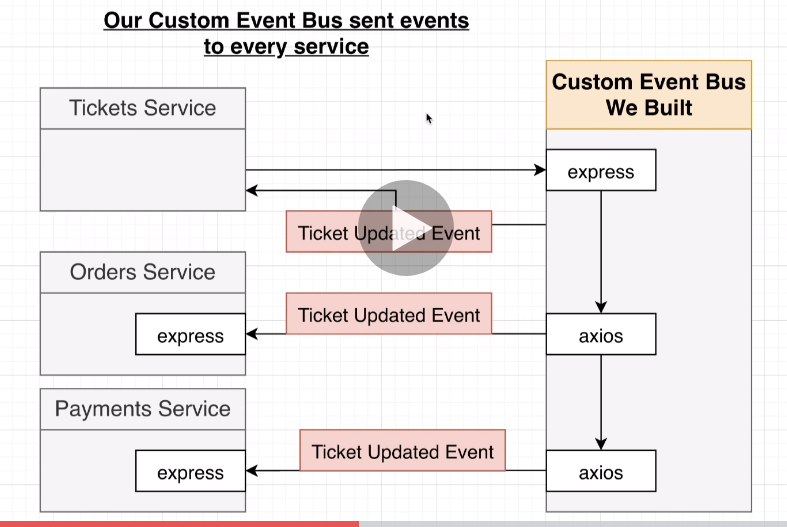 Our Custom Event Bus sent events
to every service
Custom Event Bus
We Built
Tickets Service
express
Ticket Updated Event
Orders Service
Ticket Updated Event
express
axios
Payments Service
Ticket Updated Event
express
axios